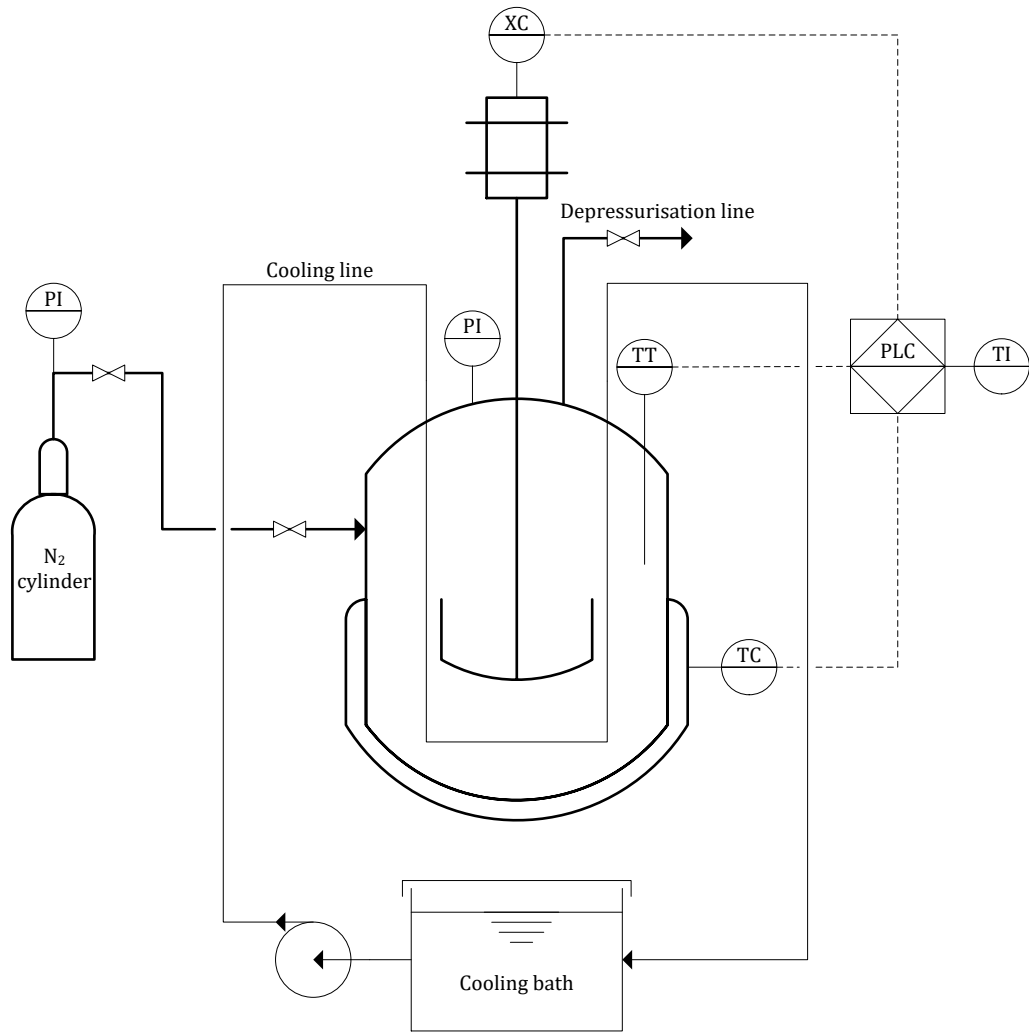 XC
Depressurisation line
Cooling line
PI
PI
TT
PLC
TI
N₂
cylinder
TC
Cooling bath